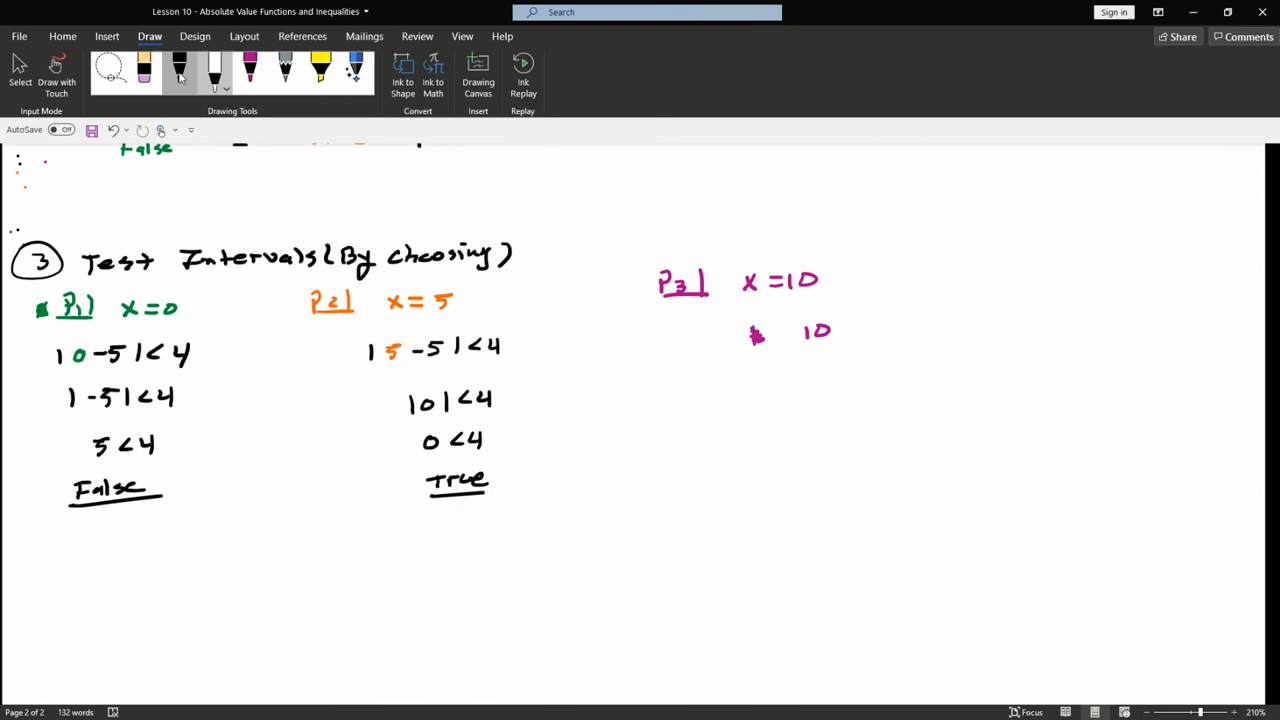 Lesson 10 - Absolute Value Functions and Inequalities
Search
Sign in
File Home Insert Draw Design Layout References Mailings Review View Help
Share Comments
Select Draw with Touch
Ink to Shape Ink to Math Drawing Canvas Ink Replay
Input Mode Drawing Tools Convert Insert Replay
AutoSave Off
False
3 Test Intervals (By choosing)
P1) x=0
|0-5|<4
|-5|<4
5<4
False
P2| x=5
|5-5|<4
|0|<4
0<4
True
P3| x=10
10
Page 2 of 2 132 words Focus 210%